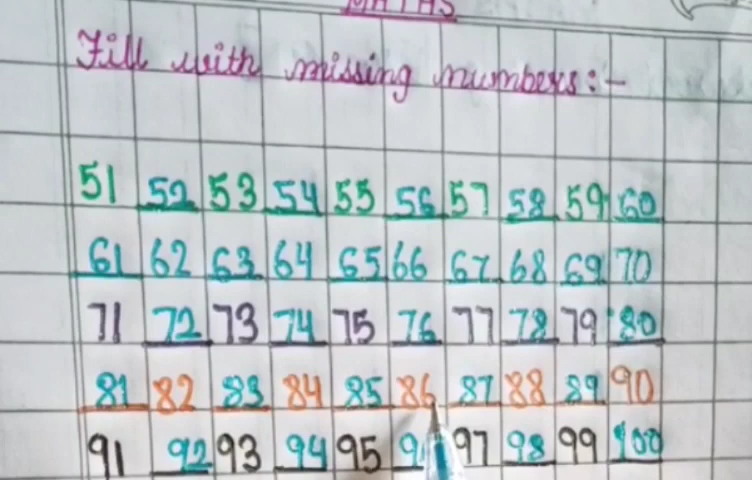 MATHS
Fill with missing numbers:-
51 52 53 54 55 56 57 58 59 60
61 62 63 64 65 66 67 68 69 70
71 72 73 74 75 76 77 78 79 80
81 82 83 84 85 86 87 88 89 90
91 92 93 94 95 97 98 99 100